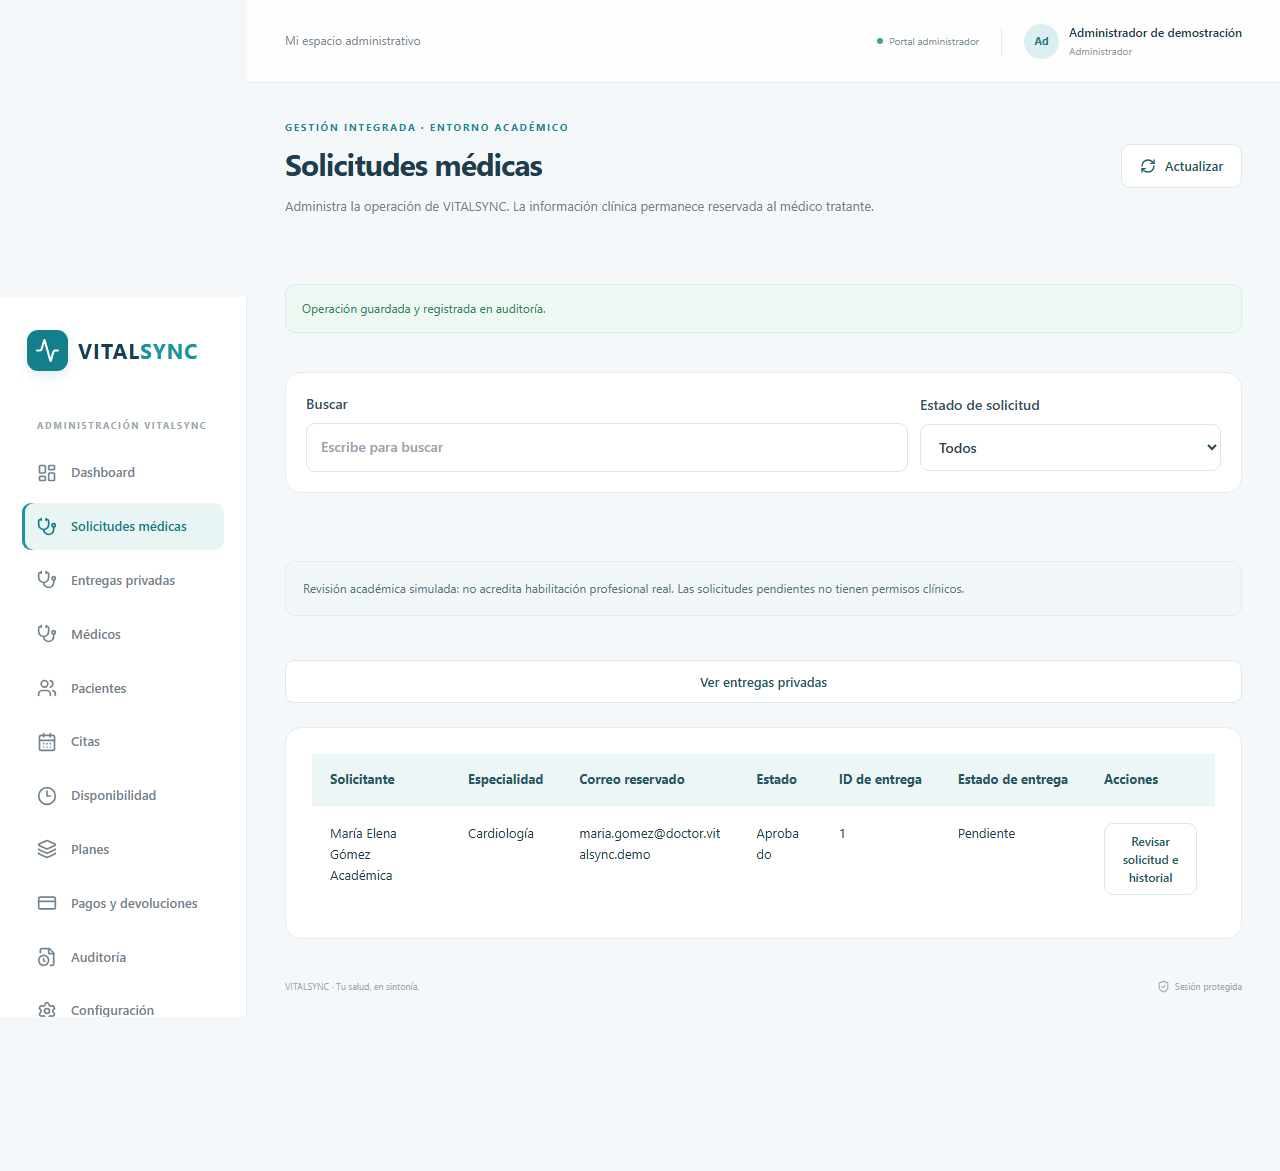 Mi espacio administrativo
Portal administrador
Ad
Administrador de demostración
Administrador
GESTIÓN INTEGRADA · ENTORNO ACADÉMICO
Solicitudes médicas
Actualizar
Administra la operación de VITALSYNC. La información clínica permanece reservada al médico tratante.
Operación guardada y registrada en auditoría.
VITALSYNC
ADMINISTRACIÓN VITALSYNC
Dashboard
Solicitudes médicas
Entregas privadas
Médicos
Pacientes
Citas
Disponibilidad
Planes
Pagos y devoluciones
Auditoría
Configuración
Buscar
Escribe para buscar
Estado de solicitud
Todos
Revisión académica simulada: no acredita habilitación profesional real. Las solicitudes pendientes no tienen permisos clínicos.
Ver entregas privadas
Solicitante Especialidad Correo reservado Estado ID de entrega Estado de entrega Acciones
María Elena
Gómez
Académica
Cardiología
maria.gomez@doctor.vit
alsync.demo
Aproba
do
1
Pendiente
Revisar
solicitud e
historial
VITALSYNC · Tu salud, en sintonía.
Sesión protegida